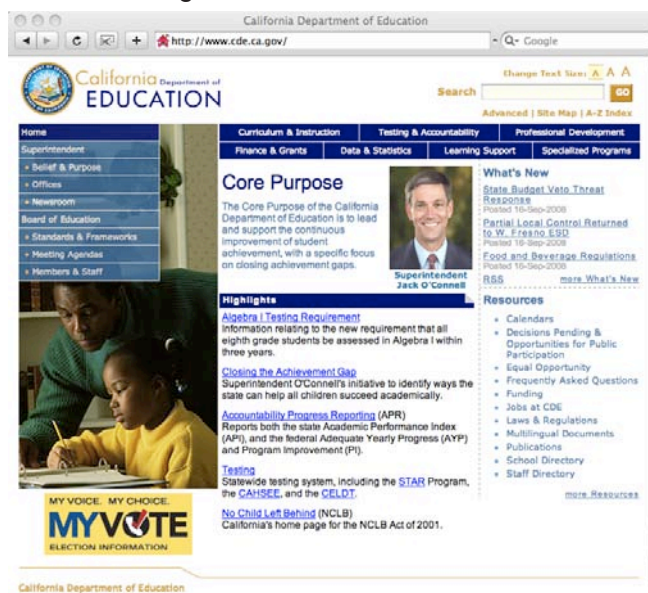 California Department of Education
http://www.cde.ca.gov/
Google
California Department of
EDUCATION
Change Text Size: A A A
Search
GO
Advanced | Site Map | A-Z Index
Home
Superintendent
• Belief & Purpose
• Offices
• Newsroom
Board of Education
• Standards & Frameworks
• Meeting Agendas
• Members & Staff
Curriculum & Instruction Testing & Accountability Professional Development
Finance & Grants Data & Statistics Learning Support Specialized Programs
Core Purpose
The Core Purpose of the California
Department of Education is to lead
and support the continuous
improvement of student
achievement, with a specific focus
on closing achievement gaps.
Superintendent
Jack O'Connell
Highlights
Algebra I Testing Requirement
Information relating to the new requirement that all
eighth grade students be assessed in Algebra I within
three years.
Closing the Achievement Gap
Superintendent O'Connell's initiative to identify ways the
state can help all children succeed academically.
Accountability Progress Reporting (APR)
Reports both the state Academic Performance Index
(API), and the federal Adequate Yearly Progress (AYP)
and Program Improvement (PI).
Testing
Statewide testing system, including the STAR Program,
the CAHSEE, and the CELDT.
No Child Left Behind (NCLB)
California's home page for the NCLB Act of 2001.
What's New
State Budget Veto Threat
Response
Posted 16-Sep-2008
Partial Local Control Returned
to W. Fresno ESD
Posted 16-Sep-2008
Food and Beverage Regulations
Posted 16-Sep-2008
RSS more What's New
Resources
• Calendars
• Decisions Pending &
Opportunities for Public
Participation
• Equal Opportunity
• Frequently Asked Questions
• Funding
• Jobs at CDE
• Laws & Regulations
• Multilingual Documents
• Publications
• School Directory
• Staff Directory
more Resources
MY VOICE. MY CHOICE.
MYVOTE
ELECTION INFORMATION
California Department of Education